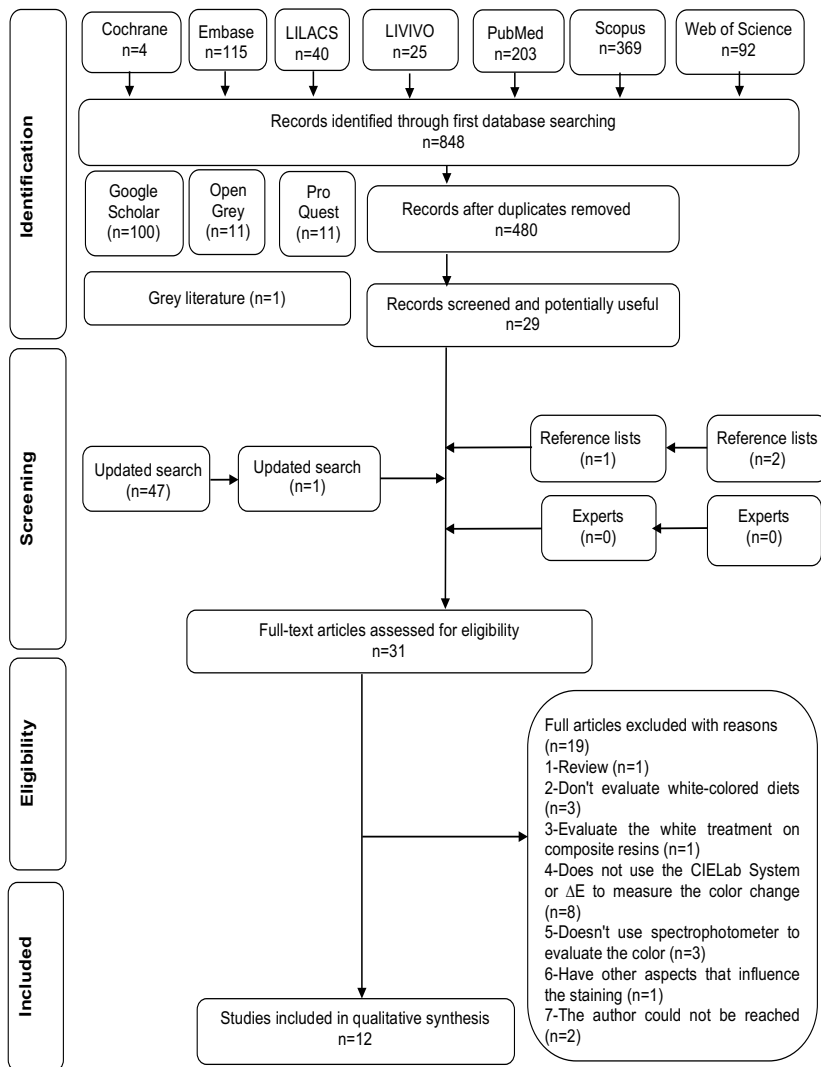 Cochrane
n=4
Embase
n=115
LILACS
n=40
LIVIVO
n=25
PubMed
n=203
Scopus
n=369
Web of Science
n=92
Identification
Records identified through first database searching
n=848
Google
Scholar
(n=100)
Open
Grey
(n=11)
Pro
Quest
(n=11)
Records after duplicates removed
n=480
Grey literature (n=1)
Records screened and potentially useful
n=29
Screening
Updated search
(n=47)
Updated search
(n=1)
Reference lists
(n=1)
Reference lists
(n=2)
Experts
(n=0)
Experts
(n=0)
Full-text articles assessed for eligibility
n=31
Eligibility
Full articles excluded with reasons
(n=19)
1-Review (n=1)
2-Don't evaluate white-colored diets
(n=3)
3-Evaluate the white treatment on
composite resins (n=1)
4-Does not use the CIELab System
or ΔE to measure the color change
(n=8)
5-Doesn't use spectrophotometer to
evaluate the color (n=3)
6-Have other aspects that influence
the staining (n=1)
7-The author could not be reached
(n=2)
Included
Studies included in qualitative synthesis
n=12